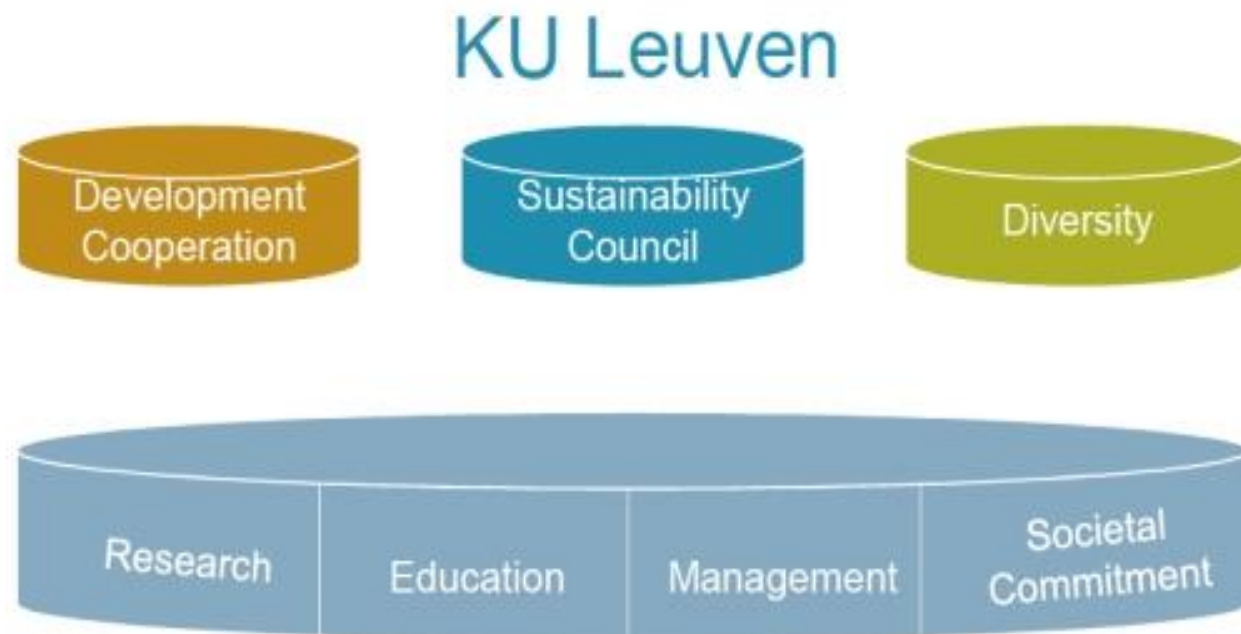 KU Leuven
Development
Cooperation
Sustainability
Council
Diversity
Research
Education
Management
Societal
Commitment